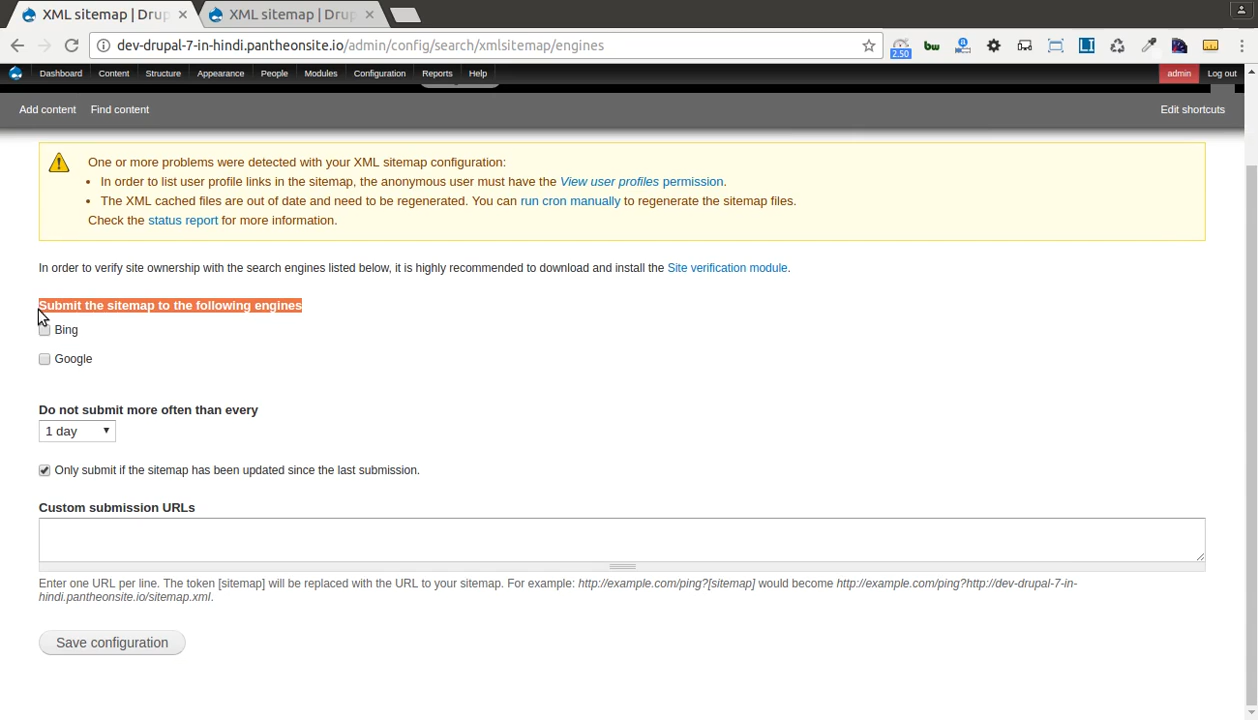 XML sitemap | Drup
XML sitemap | Drup
dev-drupal-7-in-hindi.pantheonsite.io/admin/config/search/xmlsitemap/engines
2.50
bw
LI
Dashboard Content Structure Appearance People Modules Configuration Reports Help admin Log out
Add content Find content Edit shortcuts
One or more problems were detected with your XML sitemap configuration:
• In order to list user profile links in the sitemap, the anonymous user must have the View user profiles permission.
• The XML cached files are out of date and need to be regenerated. You can run cron manually to regenerate the sitemap files.
Check the status report for more information.
In order to verify site ownership with the search engines listed below, it is highly recommended to download and install the Site verification module.
Submit the sitemap to the following engines
Bing
Google
Do not submit more often than every
1 day
Only submit if the sitemap has been updated since the last submission.
Custom submission URLs
Enter one URL per line. The token [sitemap] will be replaced with the URL to your sitemap. For example: http://example.com/ping?[sitemap] would become http://example.com/ping?http://dev-drupal-7-in-
hindi.pantheonsite.io/sitemap.xml.
Save configuration